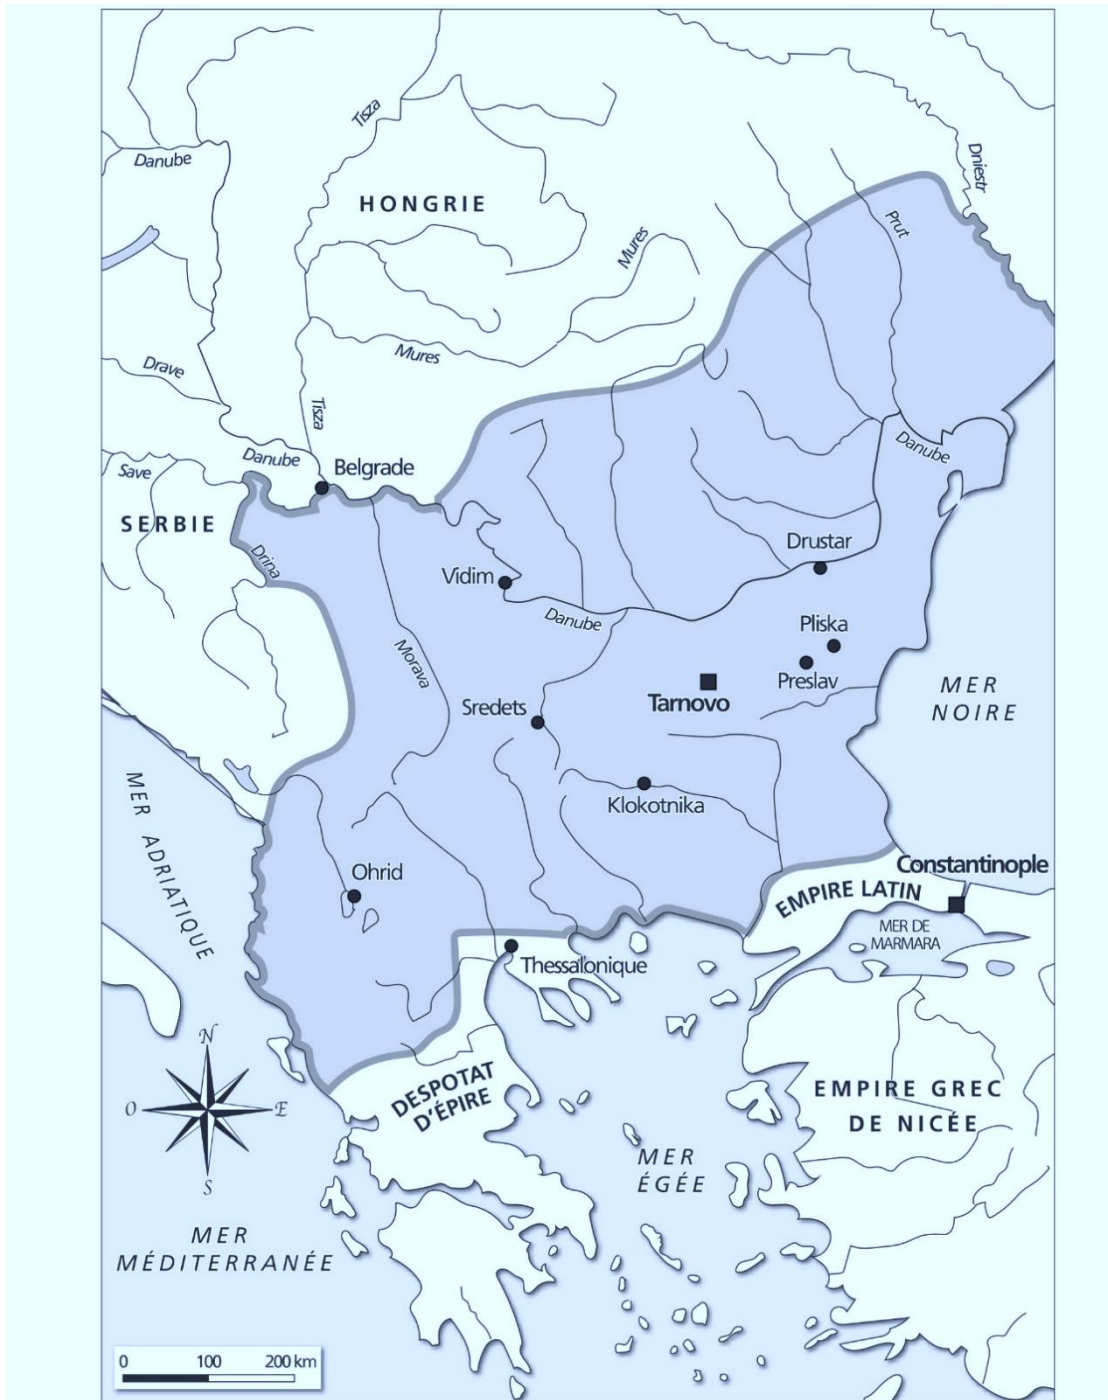 Dniestr
Tisza
Danube
HONGRIE
Prut
Mures
Mures
Drave
Tisza
Danube
Danube
Belgrade
Save
SERBIE
Drina
Drustar
Vidim
Danube
Pliska
Morava
Preslav
Tarnovo
Sredets
MER
NOIRE
MER ADRIATIQUE
Klokotnika
Constantinople
Ohrid
EMPIRE LATIN
MER DE
MARMARA
Thessalonique
N
O
E
S
DESPOTAT
D'ÉPIRE
EMPIRE GREC
DE NICÉE
MER
ÉGÉE
MER
MÉDITERRANÉE
0 100 200 km